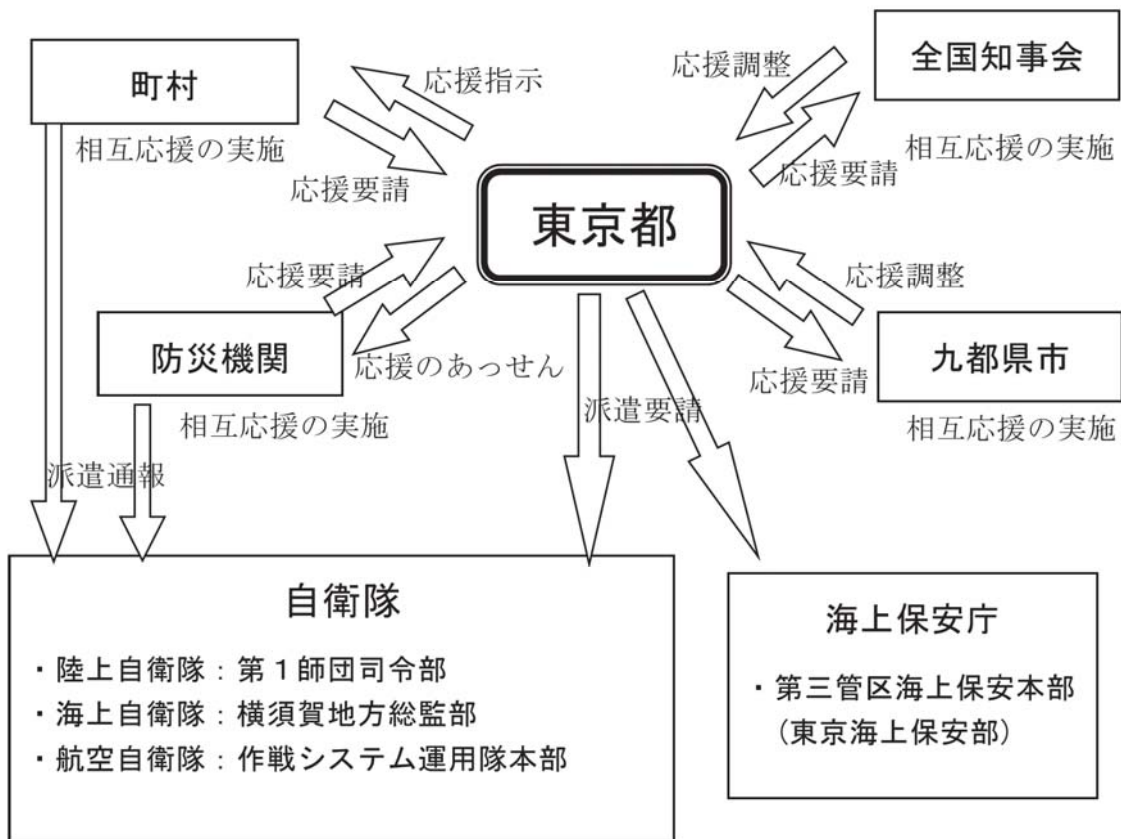 町村
応援指示
応援調整
全国知事会
相互応援の実施
応援要請
応援要請
相互応援の実施
東京都
応援要請
応援調整
防災機関
応援のあっせん
応援要請
九都県市
相互応援の実施
派遣要請
相互応援の実施
派遣通報
自衛隊
・陸上自衛隊：第１師団司令部
・海上自衛隊：横須賀地方総監部
・航空自衛隊：作戦システム運用隊本部
海上保安庁
・第三管区海上保安本部
（東京海上保安部）